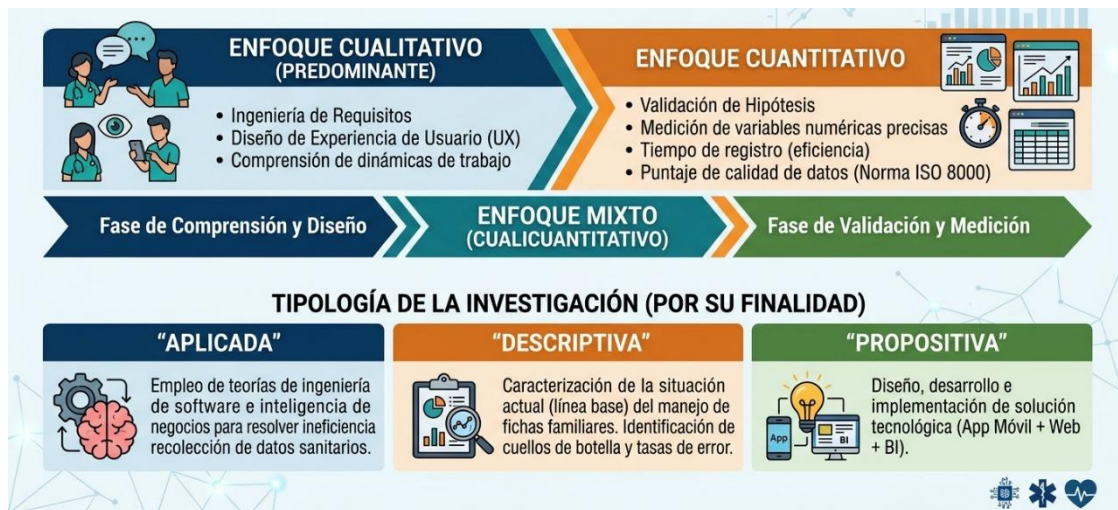 ENFOQUE CUALITATIVO
(PREDOMINANTE)
• Ingeniería de Requisitos
• Diseño de Experiencia de Usuario (UX)
• Comprensión de dinámicas de trabajo
ENFOQUE CUANTITATIVO
• Validación de Hipótesis
• Medición de variables numéricas precisas
• Tiempo de registro (eficiencia)
• Puntaje de calidad de datos (Norma ISO 8000)
Fase de Comprensión y Diseño
ENFOQUE MIXTO
(CUALICUANTITATIVO)
Fase de Validación y Medición
TIPOLOGÍA DE LA INVESTIGACIÓN (POR SU FINALIDAD)
“APLICADA”
Empleo de teorías de ingeniería
de software e inteligencia de
negocios para resolver ineficiencia
recolección de datos sanitarios.
“DESCRIPTIVA”
Caracterización de la situación
actual (línea base) del manejo de
fichas familiares. Identificación de
cuellos de botella y tasas de error.
“PROPOSITIVA”
App
BI
Diseño, desarrollo e
implementación de solución
tecnológica (App Móvil + Web
+ BI).